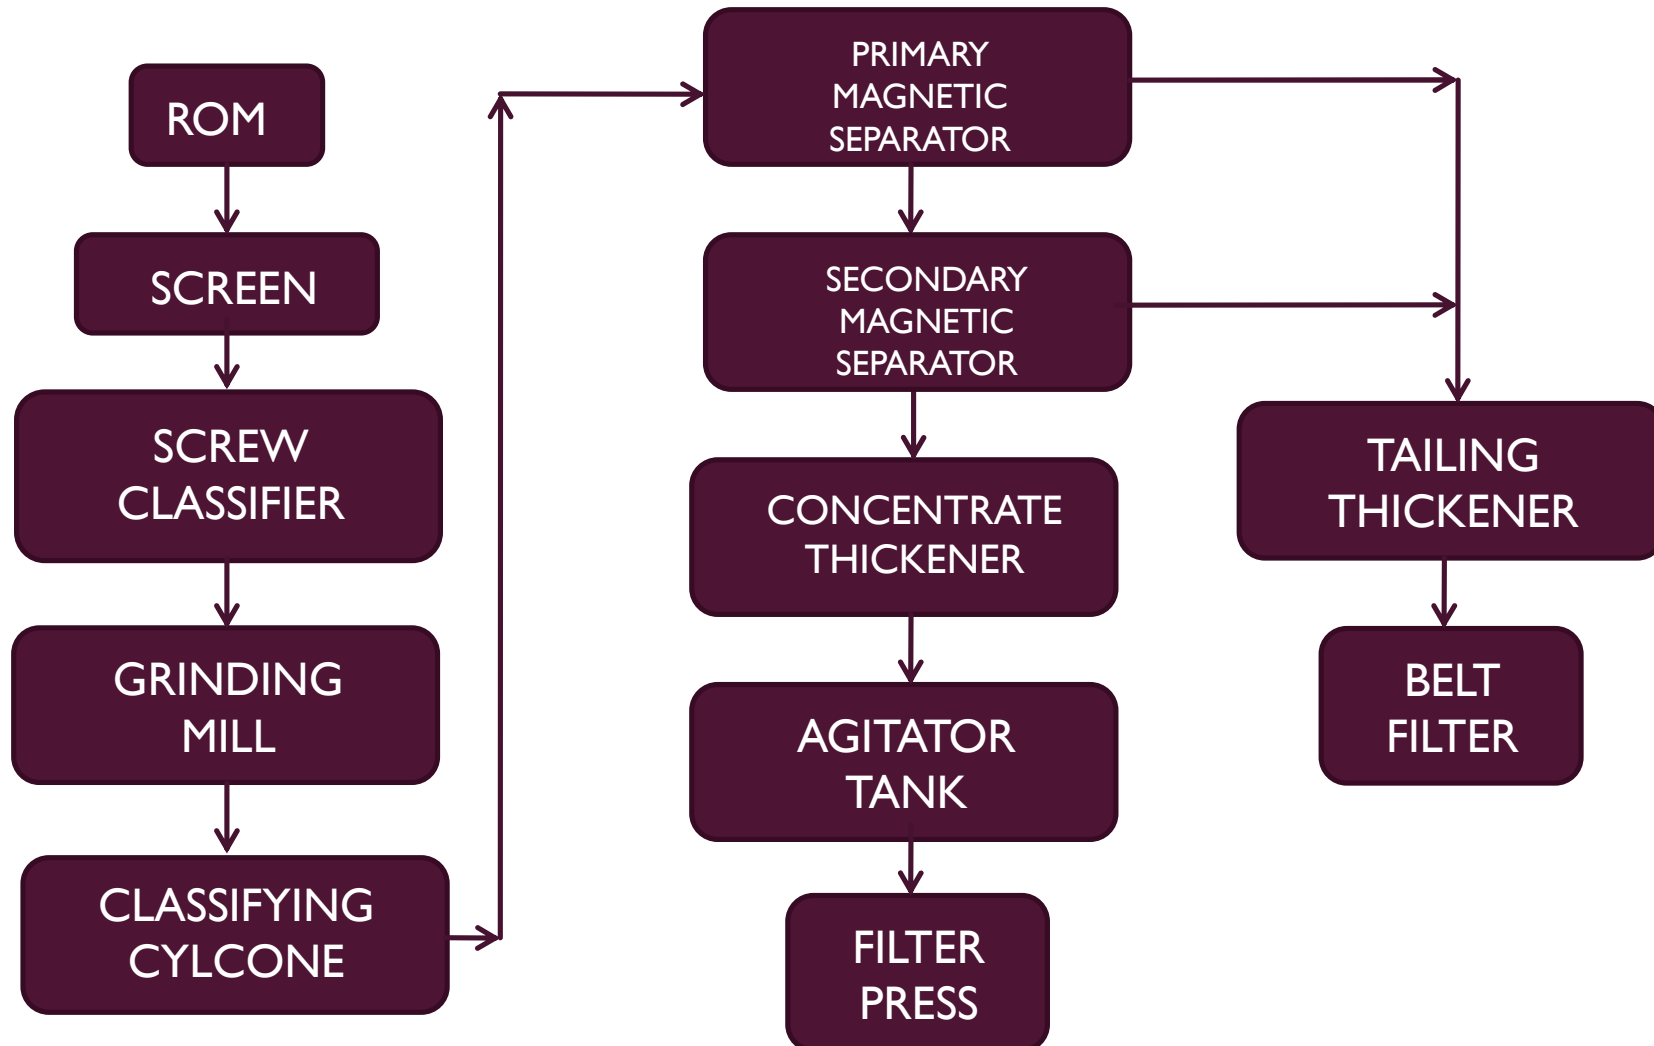 ROM
SCREEN
SCREW
CLASSIFIER
GRINDING
MILL
CLASSIFYING
CYLCONE
PRIMARY
MAGNETIC
SEPARATOR
SECONDARY
MAGNETIC
SEPARATOR
CONCENTRATE
THICKENER
AGITATOR
TANK
FILTER
PRESS
TAILING
THICKENER
BELT
FILTER